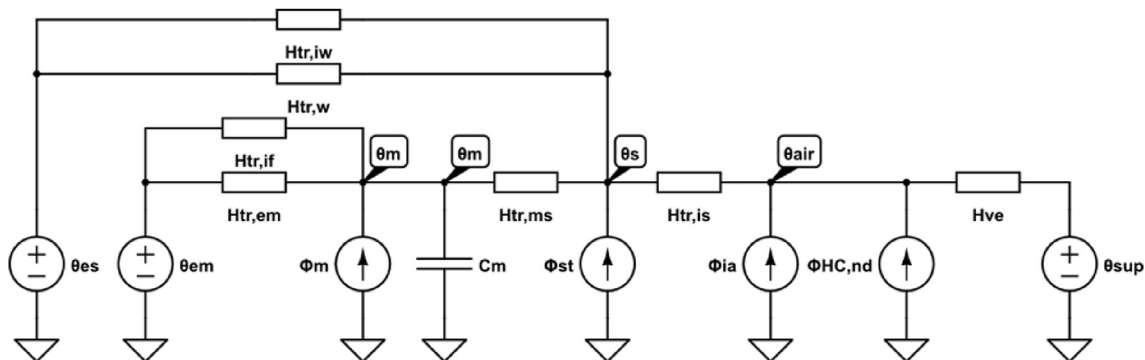 Htr,iw
Htr,w
Htr,if
Htr,em
θm
θm
θs
θair
Htr,ms
Htr,is
Hve
+
−
θes
+
−
θem
Φm
Cm
Φst
Φia
ΦHC,nd
+
−
θsup